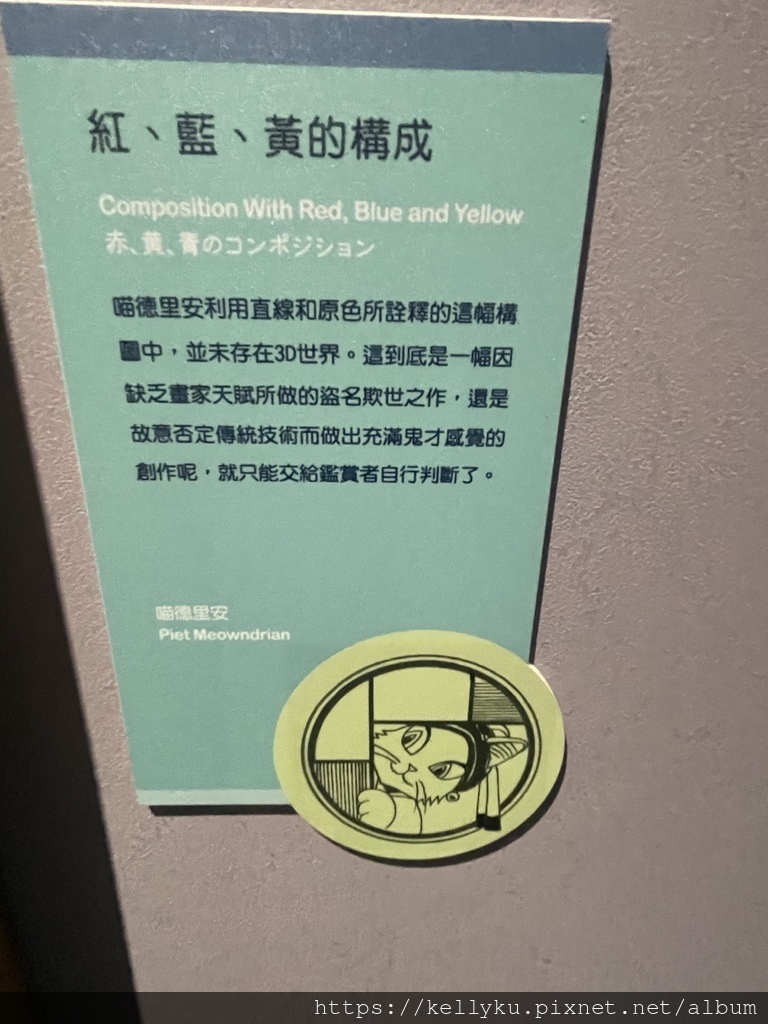 紅、藍、黃的構成
Composition With Red, Blue and Yellow
赤、黄、青のコンポジション
喵德里安利用直線和原色所詮釋的這幅構
圖中，並未存在3D世界。這到底是一幅因
缺乏畫家天賦所做的盜名欺世之作，還是
故意否定傳統技術而做出充滿鬼才感覺的
創作呢，就只能交給鑑賞者自行判斷了。
喵德里安
Piet Meowndrian
https://kellyku.pixnet.net/album